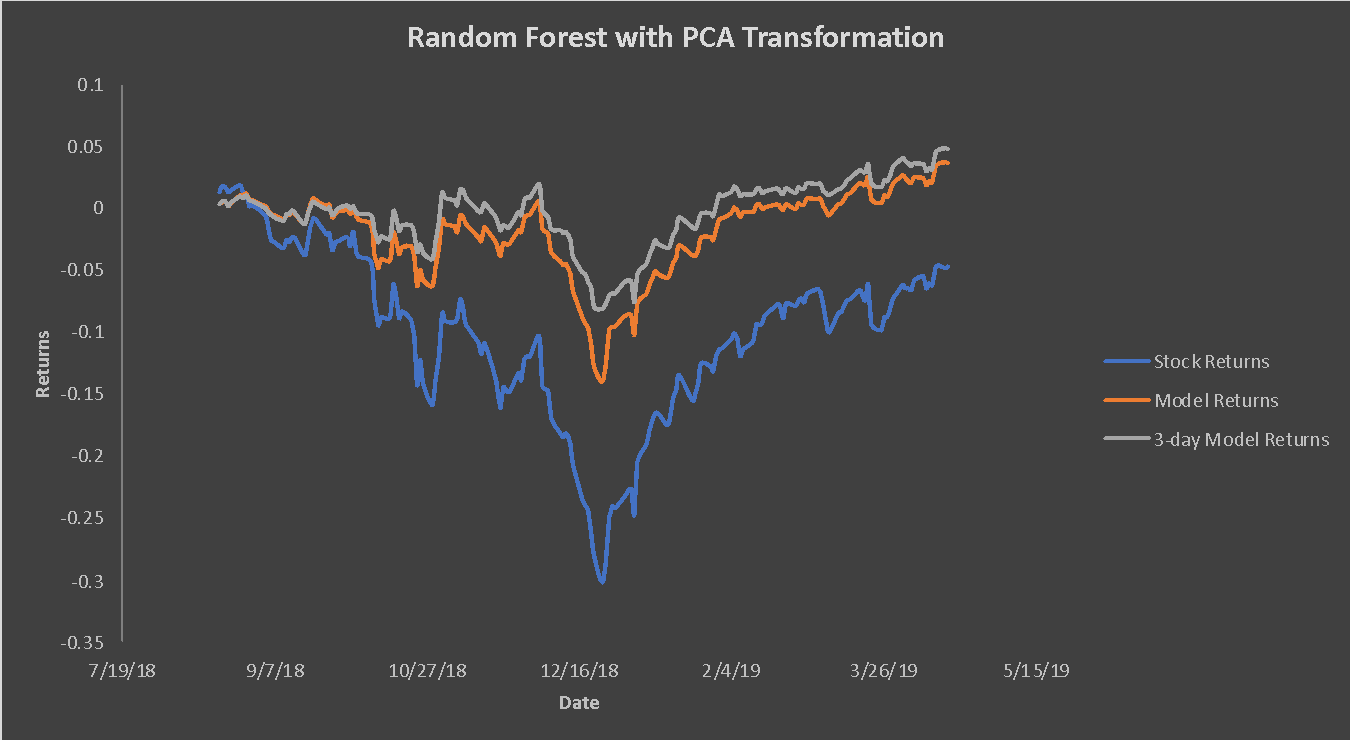 Random Forest with PCA Transformation
0.1
0.05
0
-0.05
-0.1
-0.15
-0.2
-0.25
-0.3
-0.35
Returns
7/19/18 9/7/18 10/27/18 12/16/18 2/4/19 3/26/19 5/15/19
Date
Stock Returns
Model Returns
3-day Model Returns